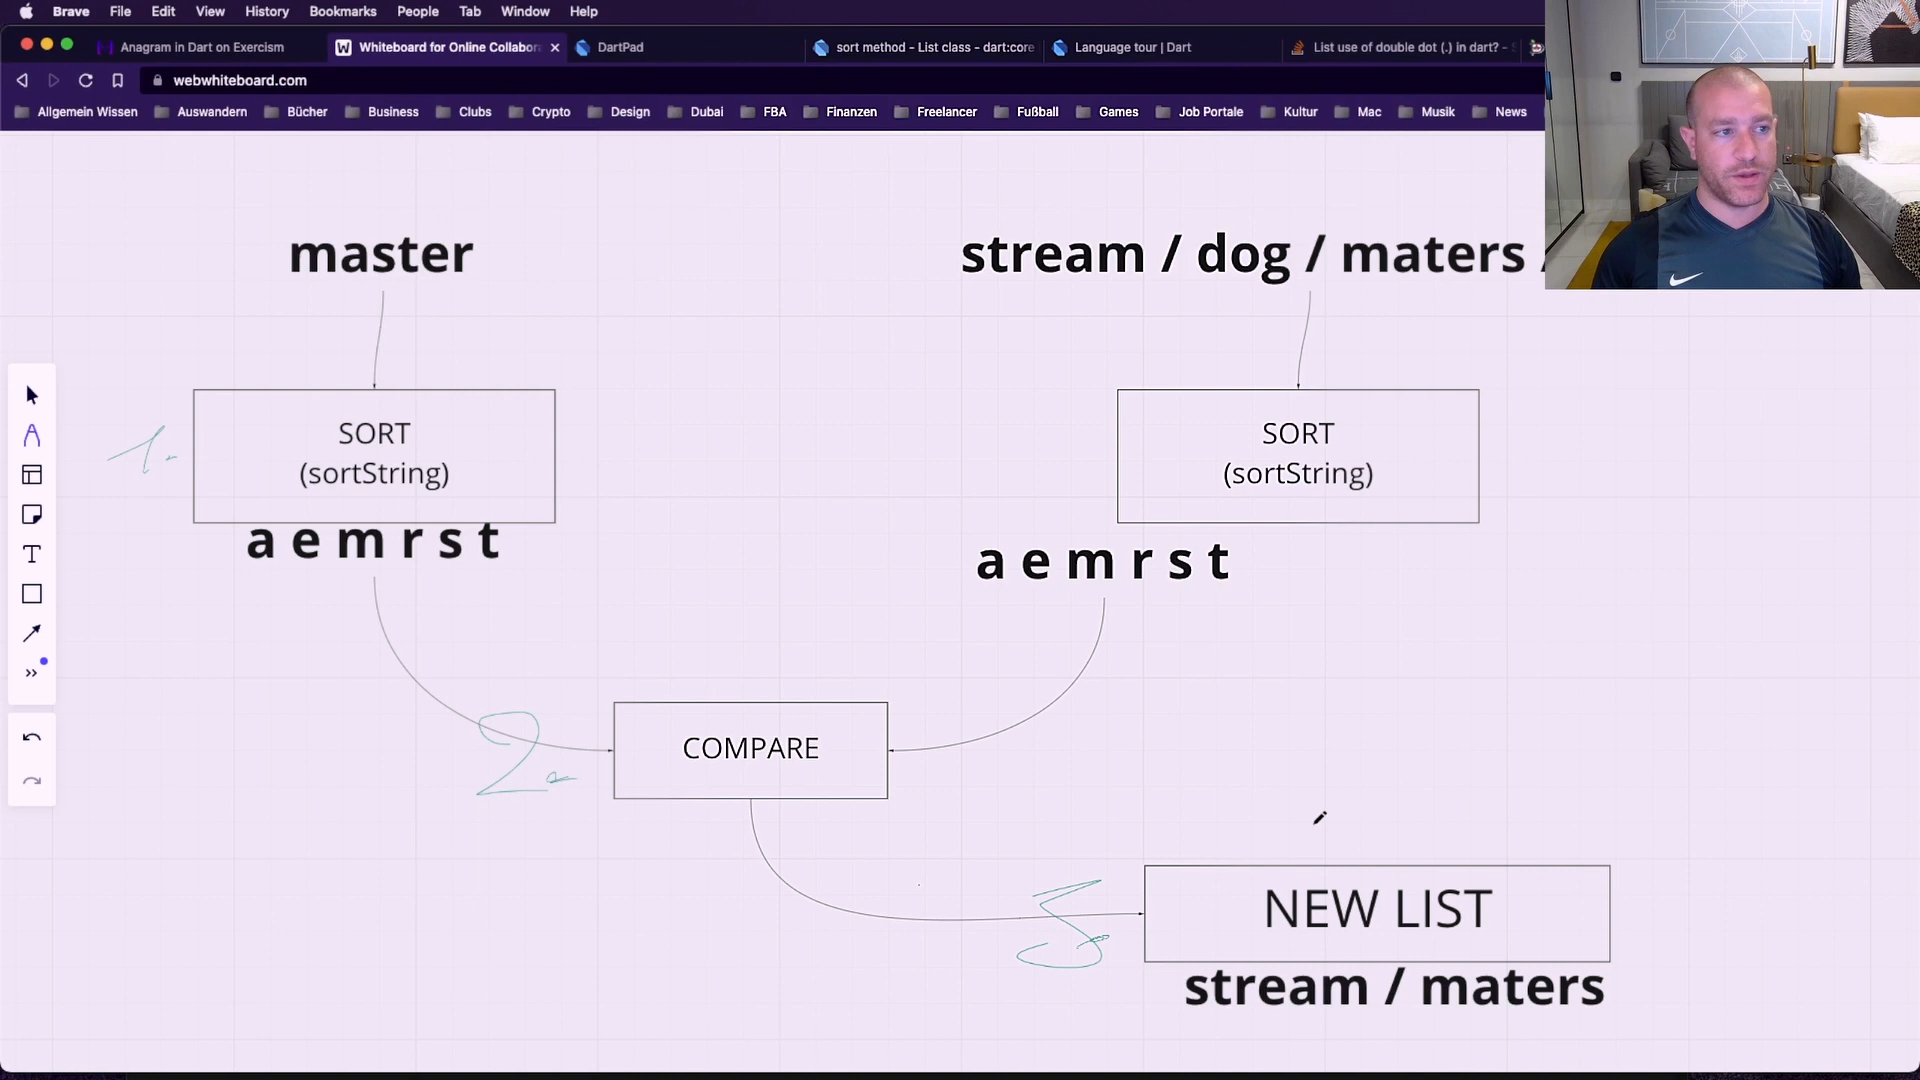 Brave File Edit View History Bookmarks People Tab Window Help
Anagram in Dart on Exercism
Whiteboard for Online Collabor
DartPad
sort method - List class - dart:core
Language tour | Dart
List use of double dot (.) in dart? - S
webwhiteboard.com
Allgemein Wissen Auswandern Bücher Business Clubs Crypto Design Dubai FBA Finanzen Freelancer Fußball Games Job Portale Kultur Mac Musik News
master
stream / dog / maters /
SORT
(sortString)
SORT
(sortString)
1.
a e m r s t
a e m r s t
COMPARE
2.
NEW LIST
3.
stream / maters